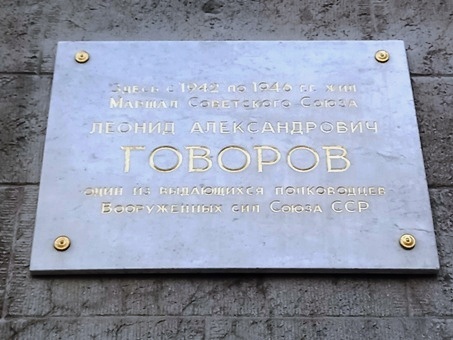 Здесь с 1942 по 1946 гг. жил
Маршал Советского Союза
ЛЕОНИД АЛЕКСАНДРОВИЧ
ГОВОРОВ
один из выдающихся полководцев
Вооруженных сил Союза ССР